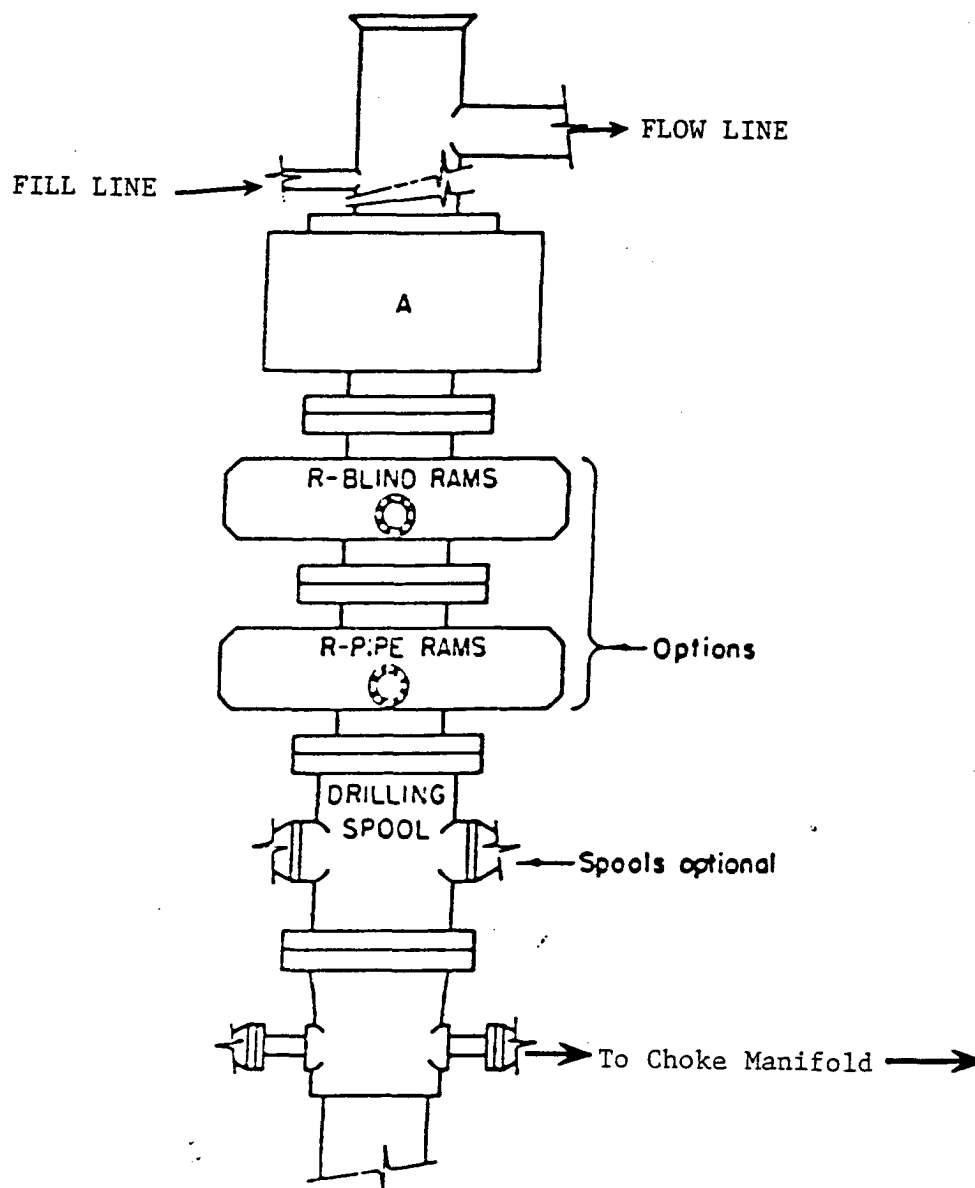 FLOW LINE
FILL LINE
A
R-BLIND RAMS
R-PIPE RAMS
Options
DRILLING
SPOOL
Spools optional
To Choke Manifold